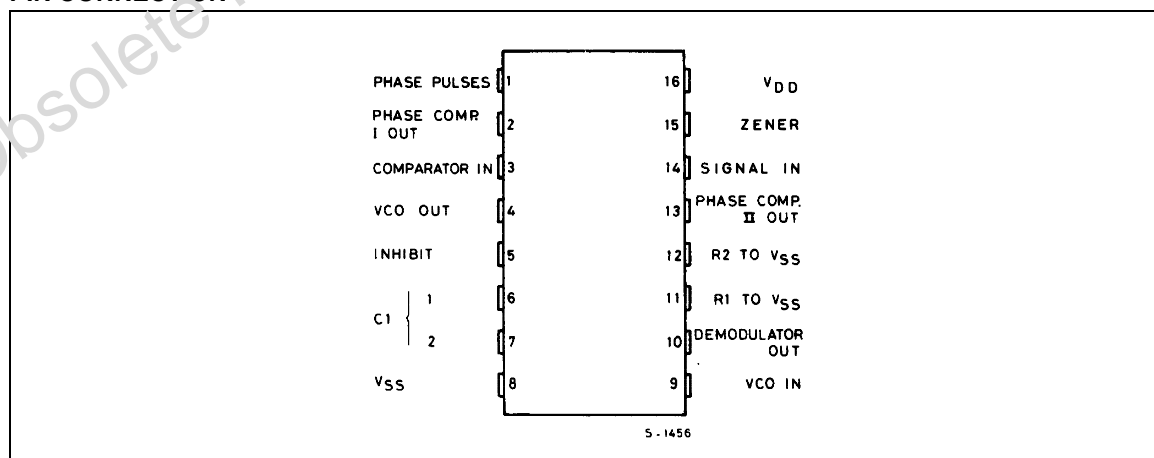 PHASE PULSES 1
PHASE COMP
I OUT 2
COMPARATOR IN 3
VCO OUT 4
INHIBIT 5
C1
1 6
2 7
VSS 8
16 VDD
15 ZENER
14 SIGNAL IN
13 PHASE COMP.
II OUT
12 R2 TO VSS
11 R1 TO VSS
10 DEMODULATOR
OUT
9 VCO IN
S-1456